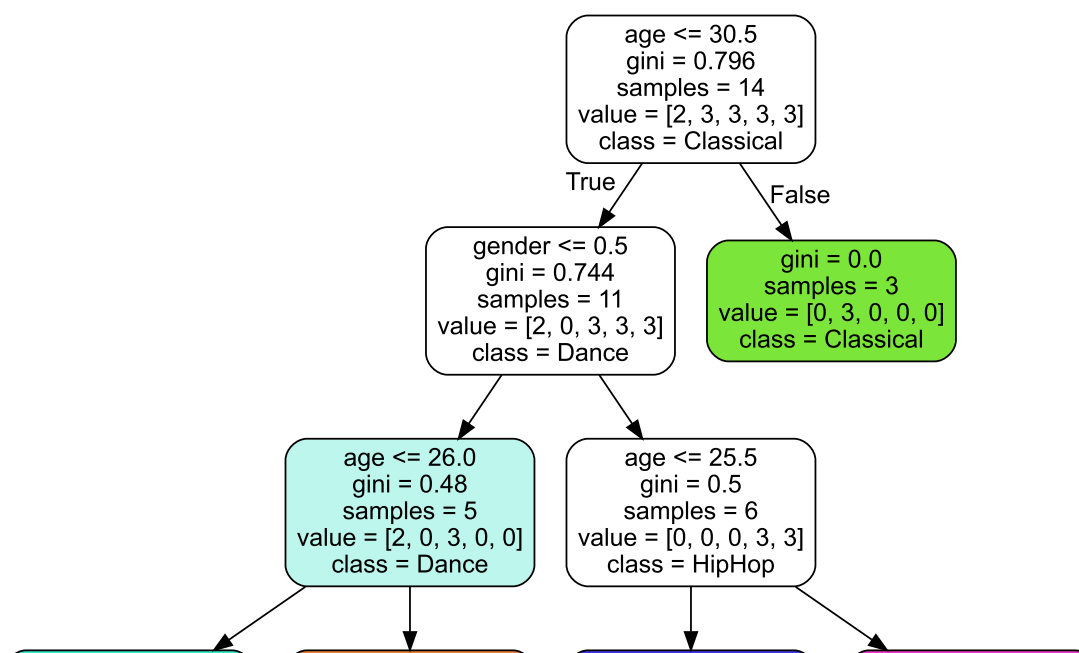 age <= 30.5
gini = 0.796
samples = 14
value = [2, 3, 3, 3, 3]
class = Classical
True
False
gender <= 0.5
gini = 0.744
samples = 11
value = [2, 0, 3, 3, 3]
class = Dance
gini = 0.0
samples = 3
value = [0, 3, 0, 0, 0]
class = Classical
age <= 26.0
gini = 0.48
samples = 5
value = [2, 0, 3, 0, 0]
class = Dance
age <= 25.5
gini = 0.5
samples = 6
value = [0, 0, 0, 3, 3]
class = HipHop